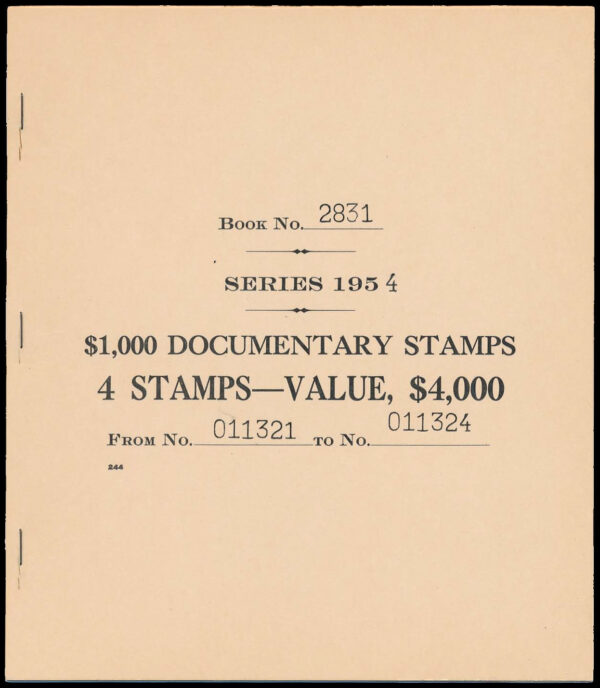 Book No. 2831
SERIES 1954
$1,000 DOCUMENTARY STAMPS
4 STAMPS—VALUE, $4,000
From No. 011321 to No. 011324
244